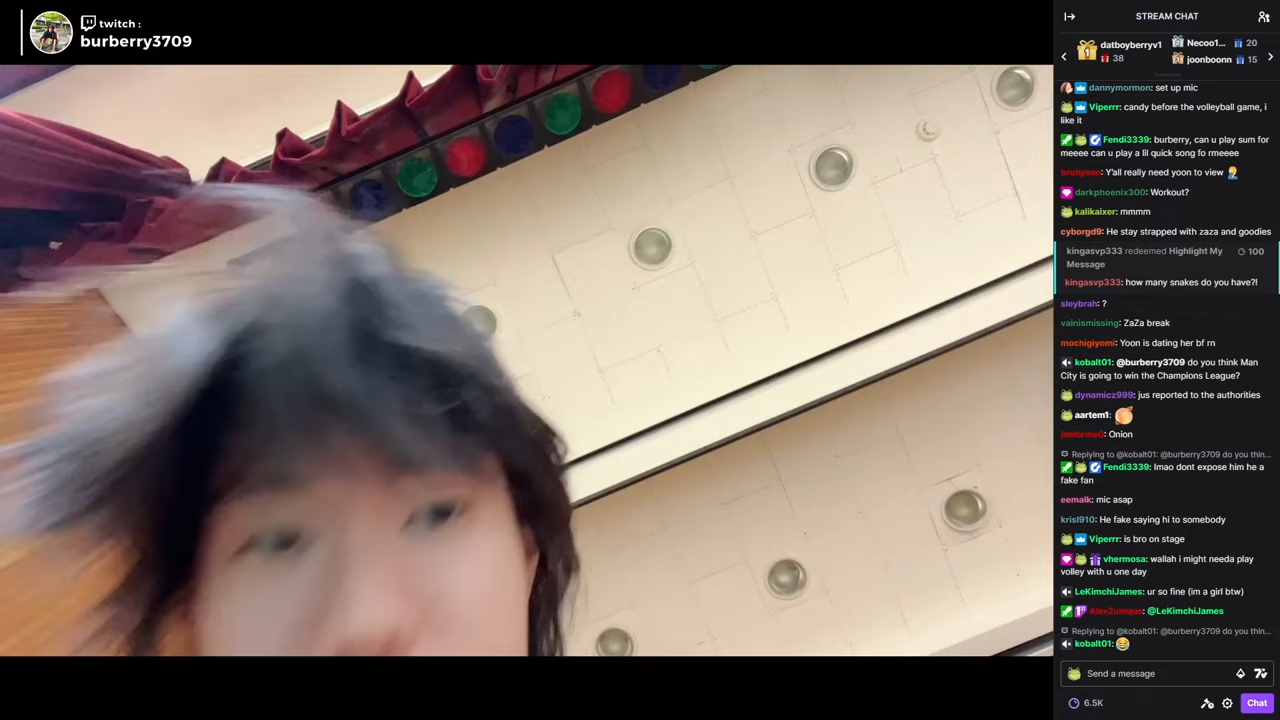 twitch :
burberry3709
STREAM CHAT
datboyberryv1
38
Necoo1... 20
joonboonn 15
dannymormon: set up mic
Viperrr: candy before the volleyball game, i
like it
Fendi3339: burberry, can u play sum for
meeee can u play a lil quick song fo rmeeee
bruhyean: Y'all really need yoon to view
darkphoenix300: Workout?
kalikaixer: mmmm
cyborgd9: He stay strapped with zaza and goodies
kingasvp333 redeemed Highlight My 100
Message
kingasvp333: how many snakes do you have?!
sleybrah: ?
vainismissing: ZaZa break
mochigiyomi: Yoon is dating her bf rn
kobalt01: @burberry3709 do you think Man
City is going to win the Champions League?
dynamicz999: jus reported to the authorities
aartem1:
joelorme0: Onion
Replying to @kobalt01: @burberry3709 do you thin...
Fendi3339: lmao dont expose him he a
fake fan
eemalk: mic asap
krisl910: He fake saying hi to somebody
Viperrr: is bro on stage
vhermosa: wallah i might needa play
volley with u one day
LeKimchiJames: ur so fine (im a girl btw)
Alex2unique: @LeKimchiJames
Replying to @kobalt01: @burberry3709 do you thin...
kobalt01:
Send a message
6.5K
Chat